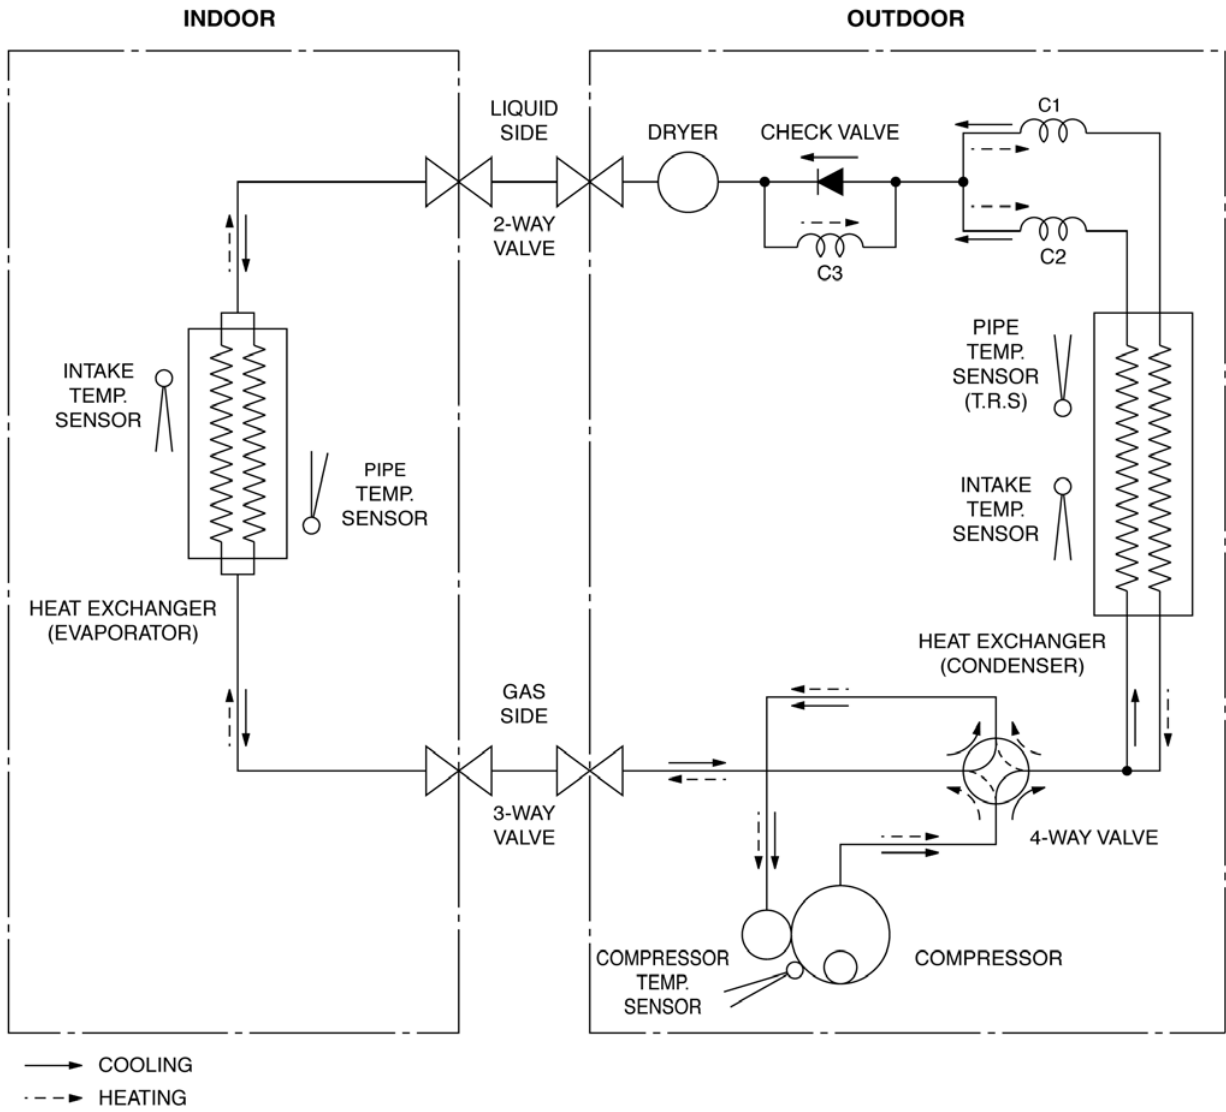 INDOOR
OUTDOOR
LIQUID
SIDE
DRYER
CHECK VALVE
C1
2-WAY
VALVE
C3
C2
INTAKE
TEMP.
SENSOR
PIPE
TEMP.
SENSOR
PIPE
TEMP.
SENSOR
(T.R.S)
INTAKE
TEMP.
SENSOR
HEAT EXCHANGER
(EVAPORATOR)
HEAT EXCHANGER
(CONDENSER)
GAS
SIDE
3-WAY
VALVE
4-WAY VALVE
COMPRESSOR
TEMP.
SENSOR
COMPRESSOR
COOLING
HEATING